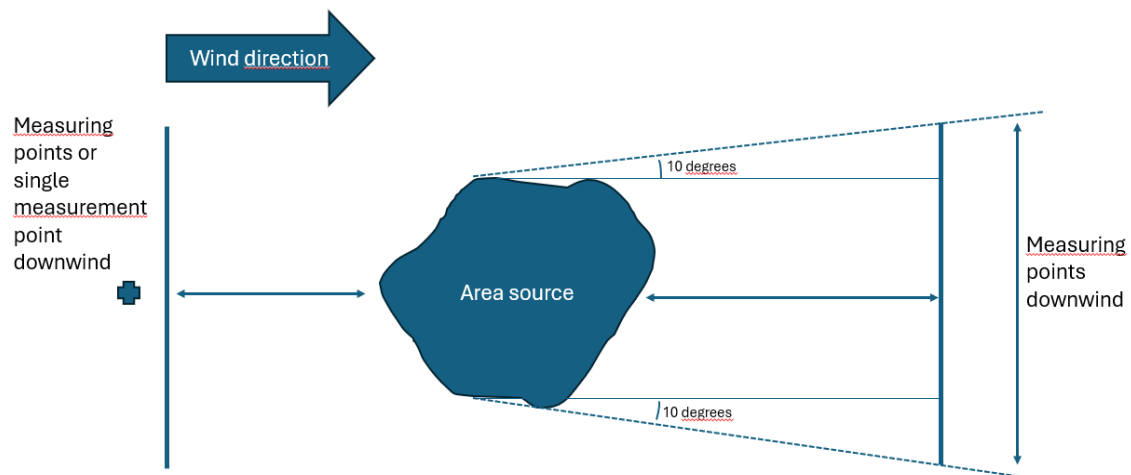 Wind direction
Measuring
points or
single
measurement
point
downwind
10 degrees
Area source
Measuring
points
downwind
10 degrees